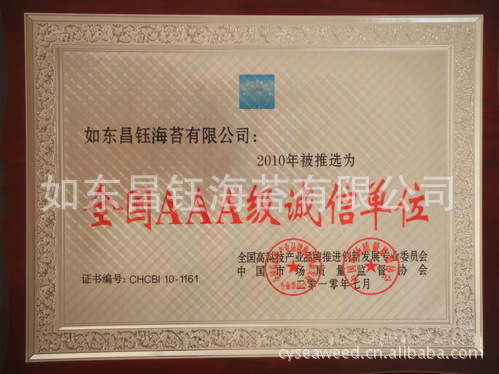 如东昌钰海苔有限公司：
2010年被推选为
全国AAA级诚信单位
如东昌钰海苔有限公司
全国高科技产业品牌推进创新发展专业委员会
中国市场质量监督协会
证书编号：CHCBI 10-1161
二零一零年七月
cyseaweed.cn.alibaba.com